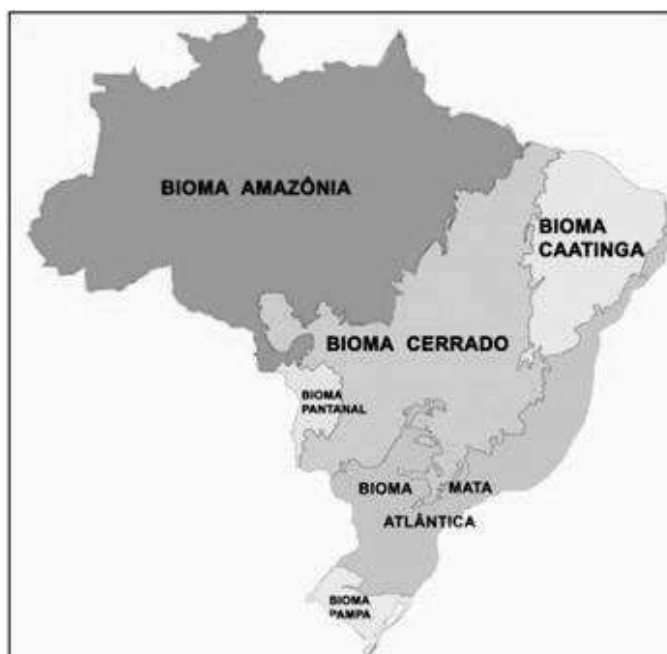 BIOMA AMAZÔNIA
BIOMA
CAATINGA
BIOMA CERRADO
BIOMA
PANTANAL
BIOMA MATA
ATLÂNTICA
BIOMA
PAMPA